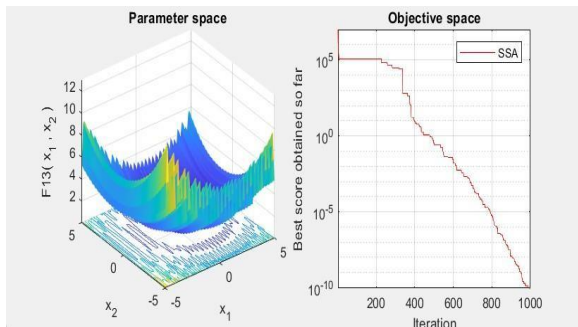 Parameter space
F13( x1 , x2 )
12
10
8
6
4
2
5
0
-5
x2
-5
0
5
x1
Objective space
Best score obtained so far
10^5
10^0
10^-5
10^-10
SSA
200 400 600 800 1000
Iteration